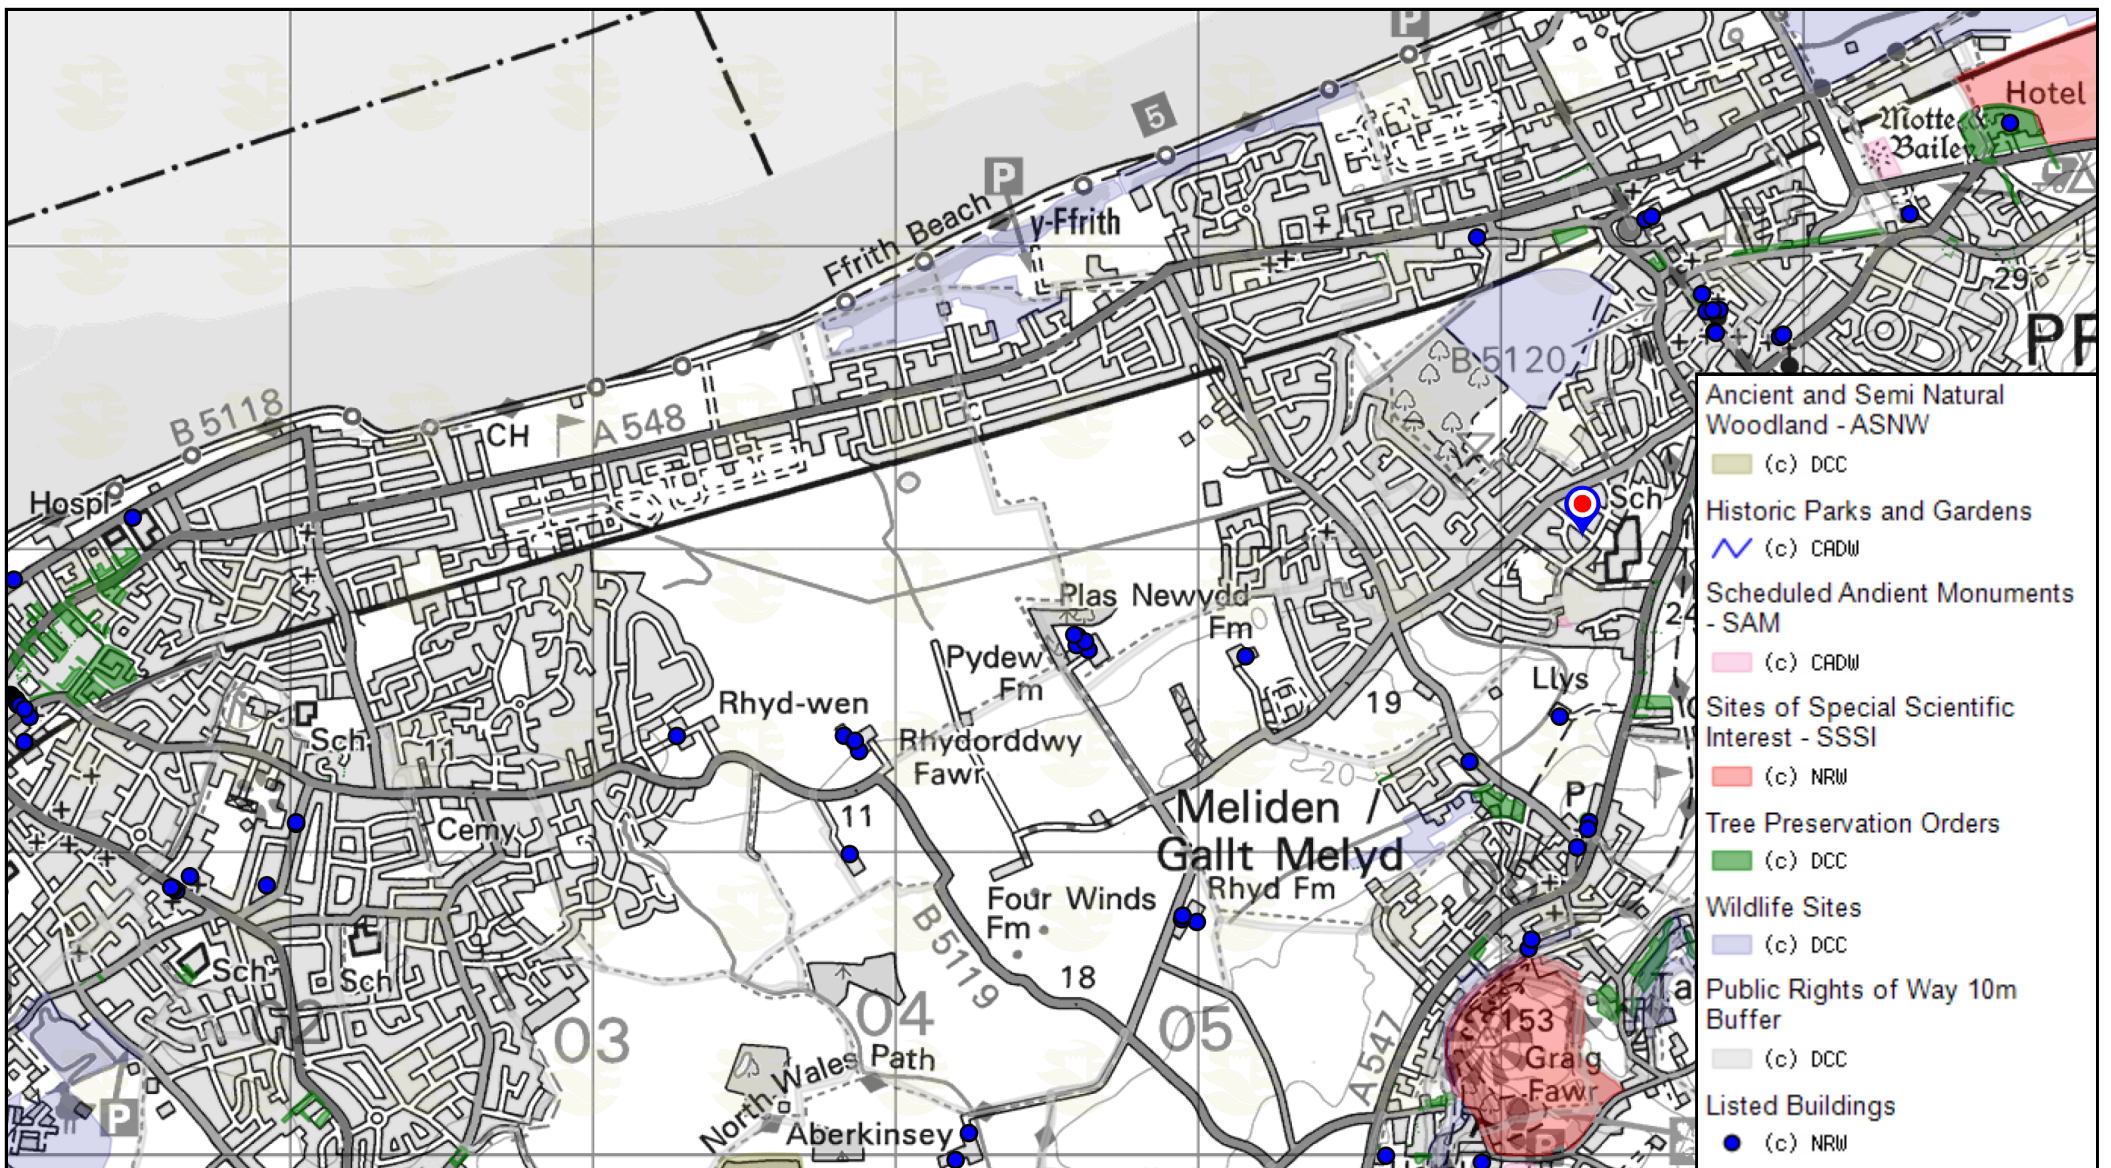 P
Hotel
Motte &
Bailey
5
P
y-Ffrith
Ffrith Beach
29
PR
B 5120
B 5118
CH
A 548
Hospl
Sch
Plas Newydd
Fm
Pydew
Fm
24
Llys
19
Rhyd-wen
Rhydorddwy
Fawr
Sch
11
20
P
Cemy
11
Meliden /
Gallt Melyd
Rhyd Fm
Four Winds
Fm
B 5119
18
Sch
Sch
02
03
04
05
a
153
Graig
Fawr
A 547
North Wales Path
P
P
Aberkinsey
Ancient and Semi Natural
Woodland - ASNW
(c) DCC
Historic Parks and Gardens
(c) CADW
Scheduled Andient Monuments
- SAM
(c) CADW
Sites of Special Scientific
Interest - SSSI
(c) NRW
Tree Preservation Orders
(c) DCC
Wildlife Sites
(c) DCC
Public Rights of Way 10m
Buffer
(c) DCC
Listed Buildings
(c) NRW